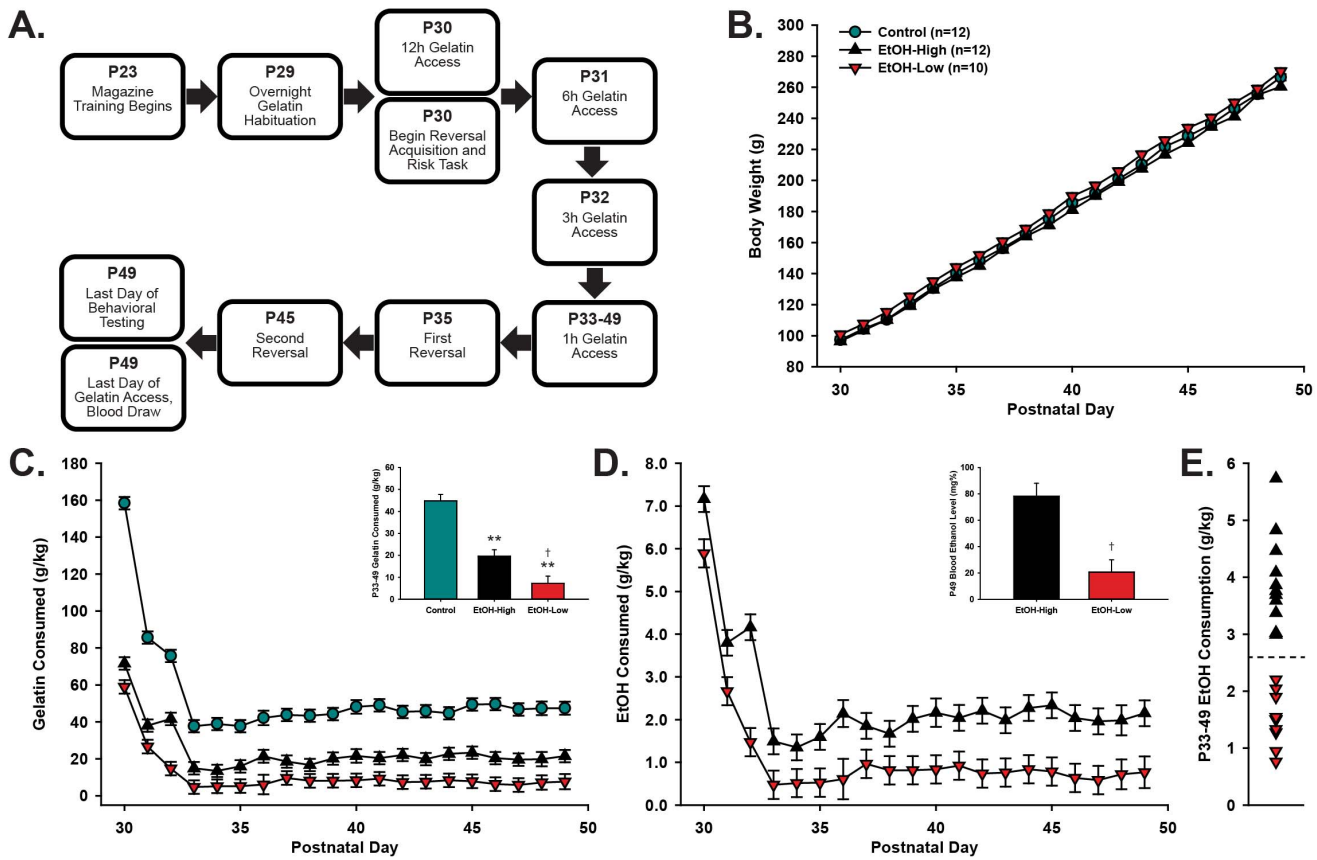 A.
P23
Magazine
Training Begins
P29
Overnight
Gelatin
Habituation
P30
12h Gelatin
Access
P30
Begin Reversal
Acquisition and
Risk Task
P31
6h Gelatin
Access
P32
3h Gelatin
Access
P33-49
1h Gelatin
Access
P35
First
Reversal
P45
Second
Reversal
P49
Last Day of
Behavioral
Testing
P49
Last Day of
Gelatin Access,
Blood Draw
B.
Control (n=12)
EtOH-High (n=12)
EtOH-Low (n=10)
Body Weight (g)
300
280
260
240
220
200
180
160
140
120
100
80
30 35 40 45 50
Postnatal Day
C.
Gelatin Consumed (g/kg)
180
160
140
120
100
80
60
40
20
0
30 35 40 45 50
Postnatal Day
P33-49 Gelatin Consumed (g/kg)
60
50
40
30
20
10
0
**
†
**
Control EtOH-High EtOH-Low
D.
EtOH Consumed (g/kg)
8.0
7.0
6.0
5.0
4.0
3.0
2.0
1.0
0.0
30 35 40 45 50
Postnatal Day
P49 Blood Ethanol Level (mg%)
100
80
60
40
20
0
†
EtOH-High EtOH-Low
E.
P33-49 EtOH Consumption (g/kg)
6
5
4
3
2
1
0